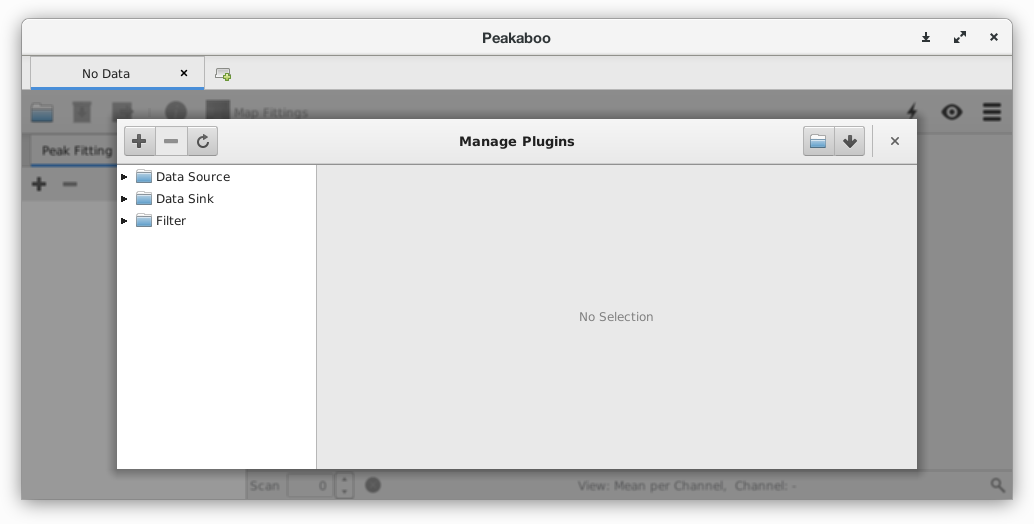 Peakaboo
No Data
Map Fittings
Peak Fitting
Manage Plugins
Data Source
Data Sink
Filter
No Selection
Scan 0 View: Mean per Channel, Channel: -